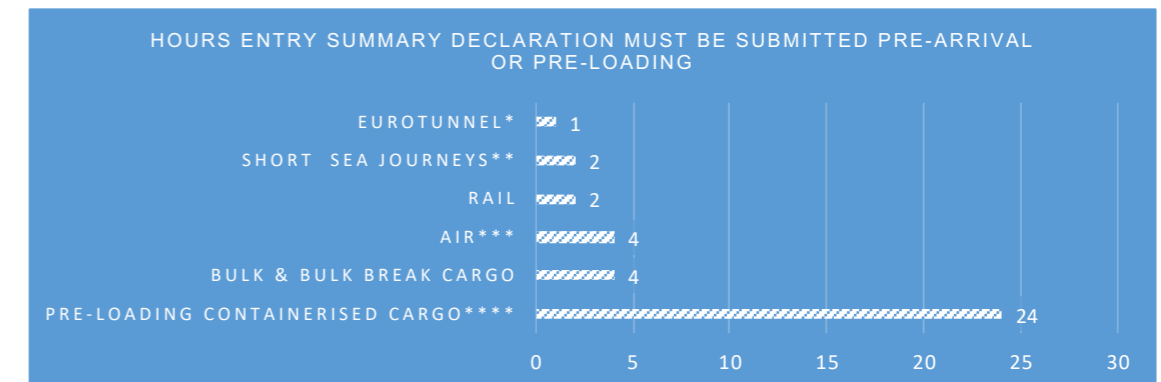 HOURS ENTRY SUMMARY DECLARATION MUST BE SUBMITTED PRE-ARRIVAL
OR PRE-LOADING
EUROTUNNEL* 1
SHORT SEA JOURNEYS** 2
RAIL 2
AIR*** 4
BULK & BULK BREAK CARGO 4
PRE-LOADING CONTAINERISED CARGO**** 24
0 5 10 15 20 25 30